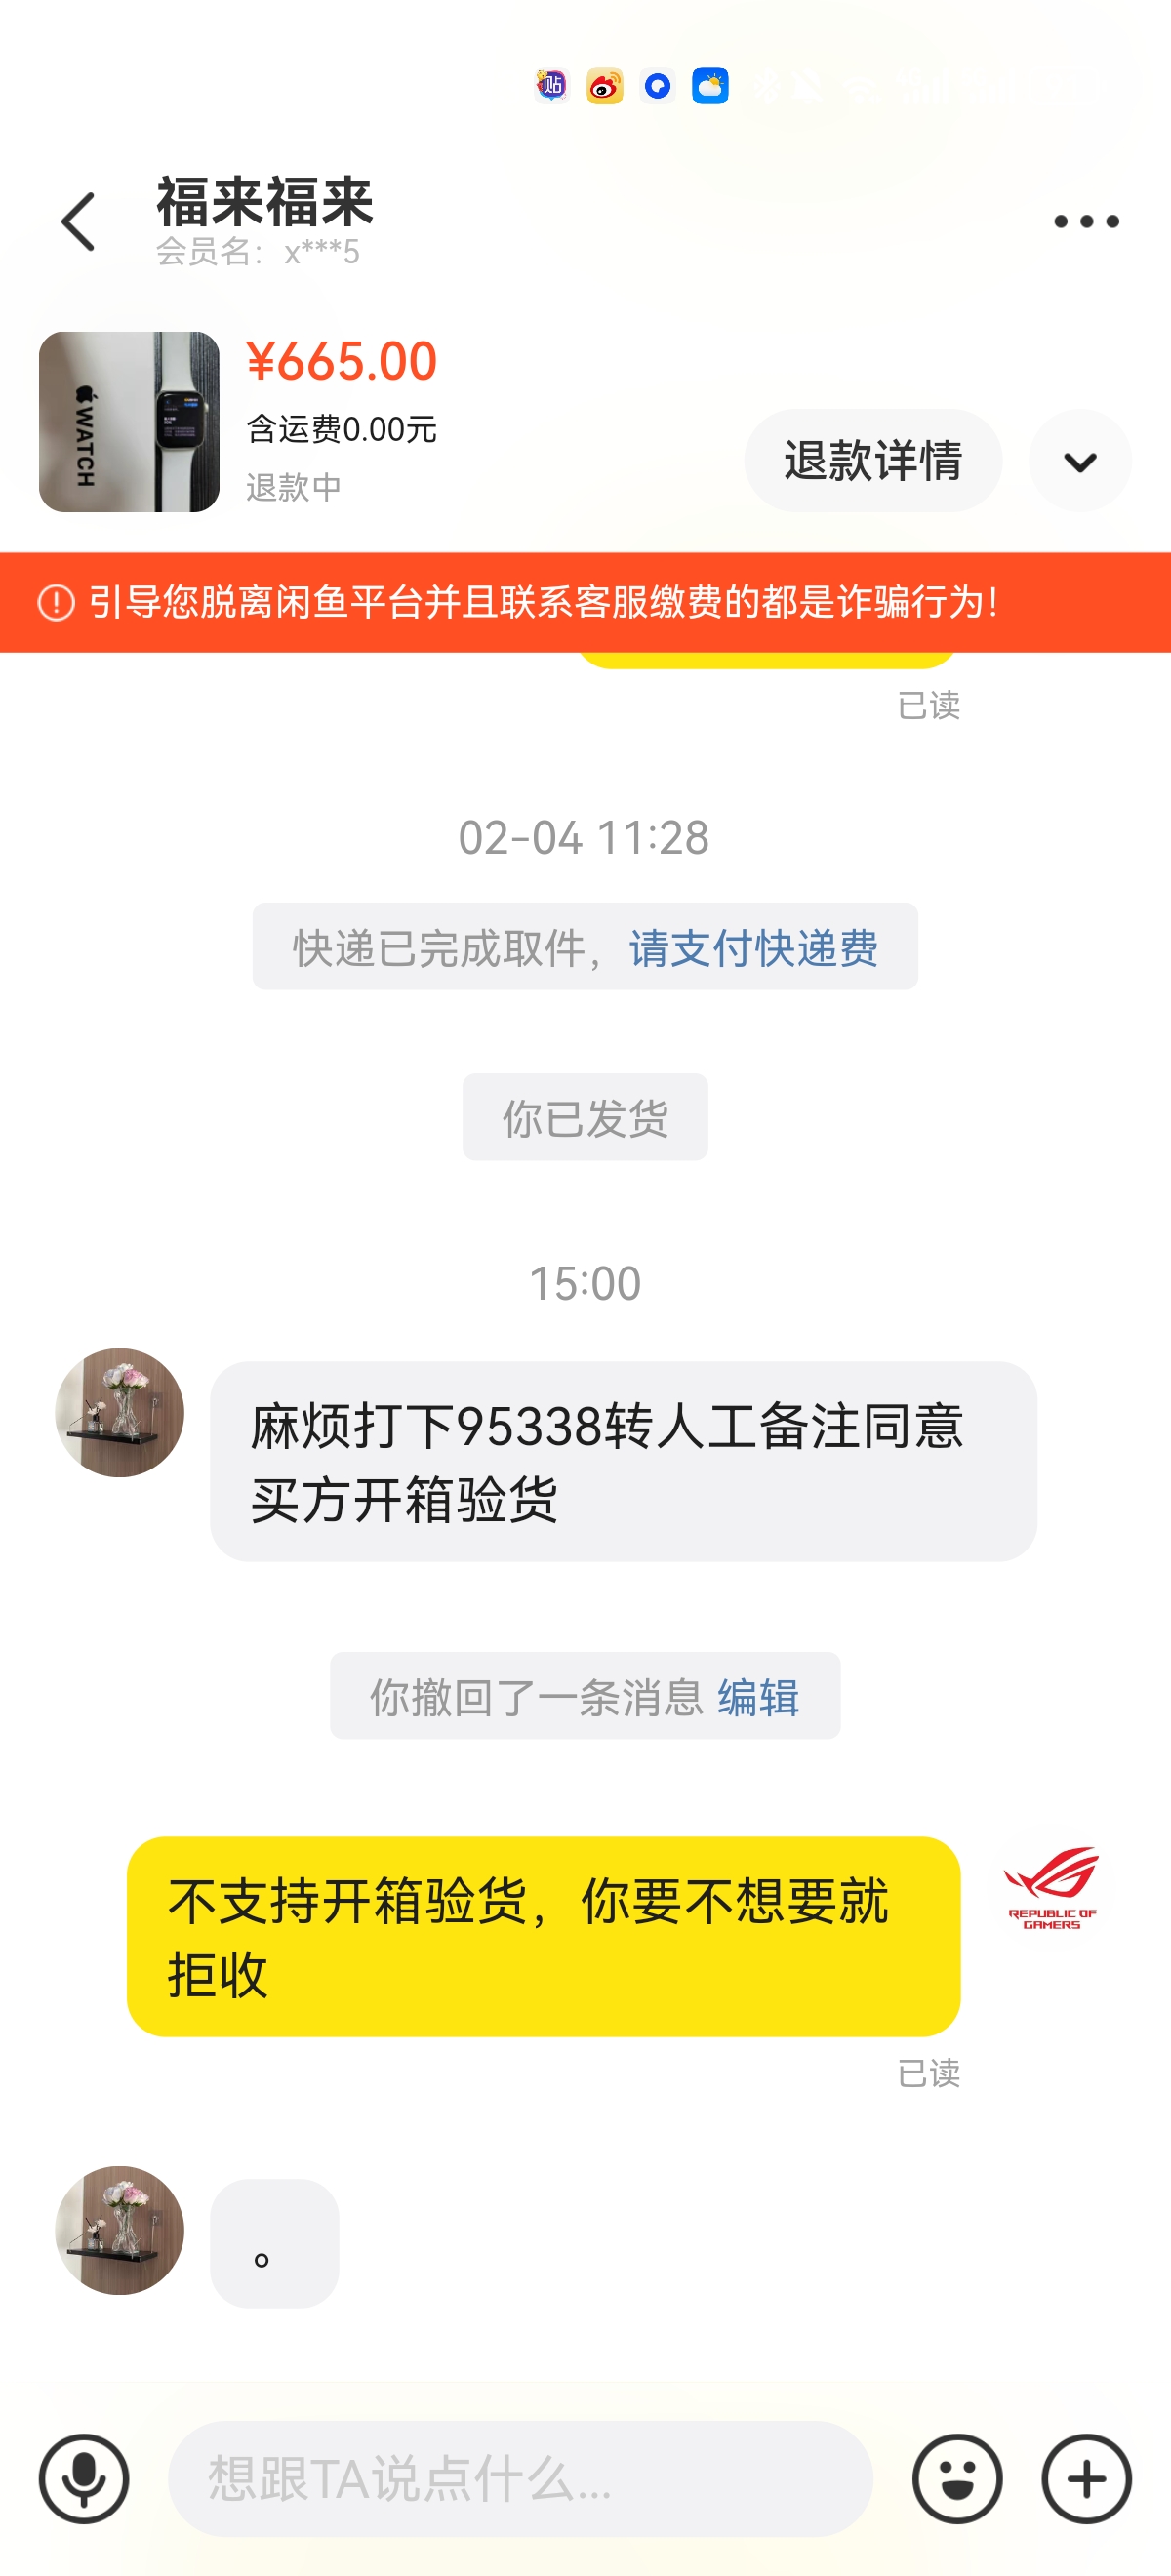 贴
福来福来
会员名：x***5
WATCH
¥665.00
含运费0.00元
退款中
退款详情
引导您脱离闲鱼平台并且联系客服缴费的都是诈骗行为！
已读
02-04 11:28
快递已完成取件，请支付快递费
你已发货
15:00
麻烦打下95338转人工备注同意
买方开箱验货
你撤回了一条消息 编辑
不支持开箱验货，你要不想要就
拒收
REPUBLIC OF
GAMERS
已读
。
想跟TA说点什么...